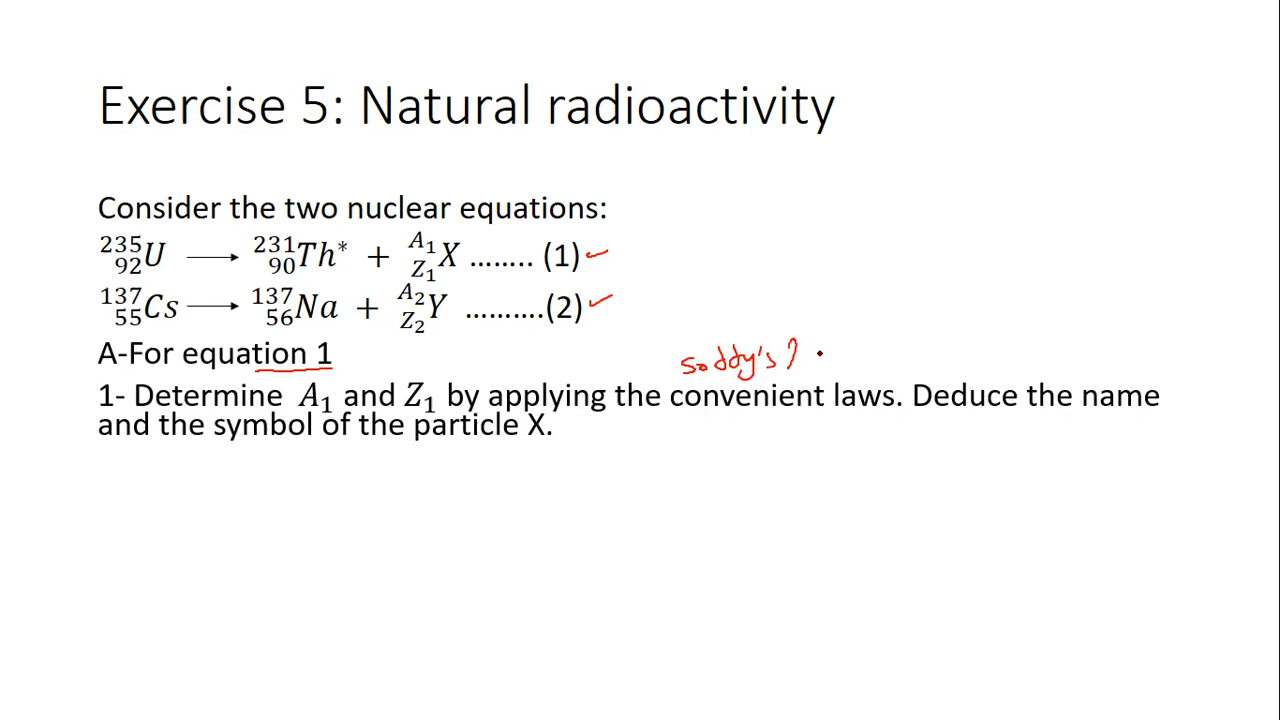 Exercise 5: Natural radioactivity
Consider the two nuclear equations:
²³⁵₉₂U ⟶ ²³¹₉₀Th* + ᴬ¹_Z₁X ........ (1)
¹³⁷₅₅Cs ⟶ ¹³⁷₅₆Na + ᴬ²_Z₂Y ..........(2)
A-For equation 1
soddy's ?
1- Determine A₁ and Z₁ by applying the convenient laws. Deduce the name
and the symbol of the particle X.